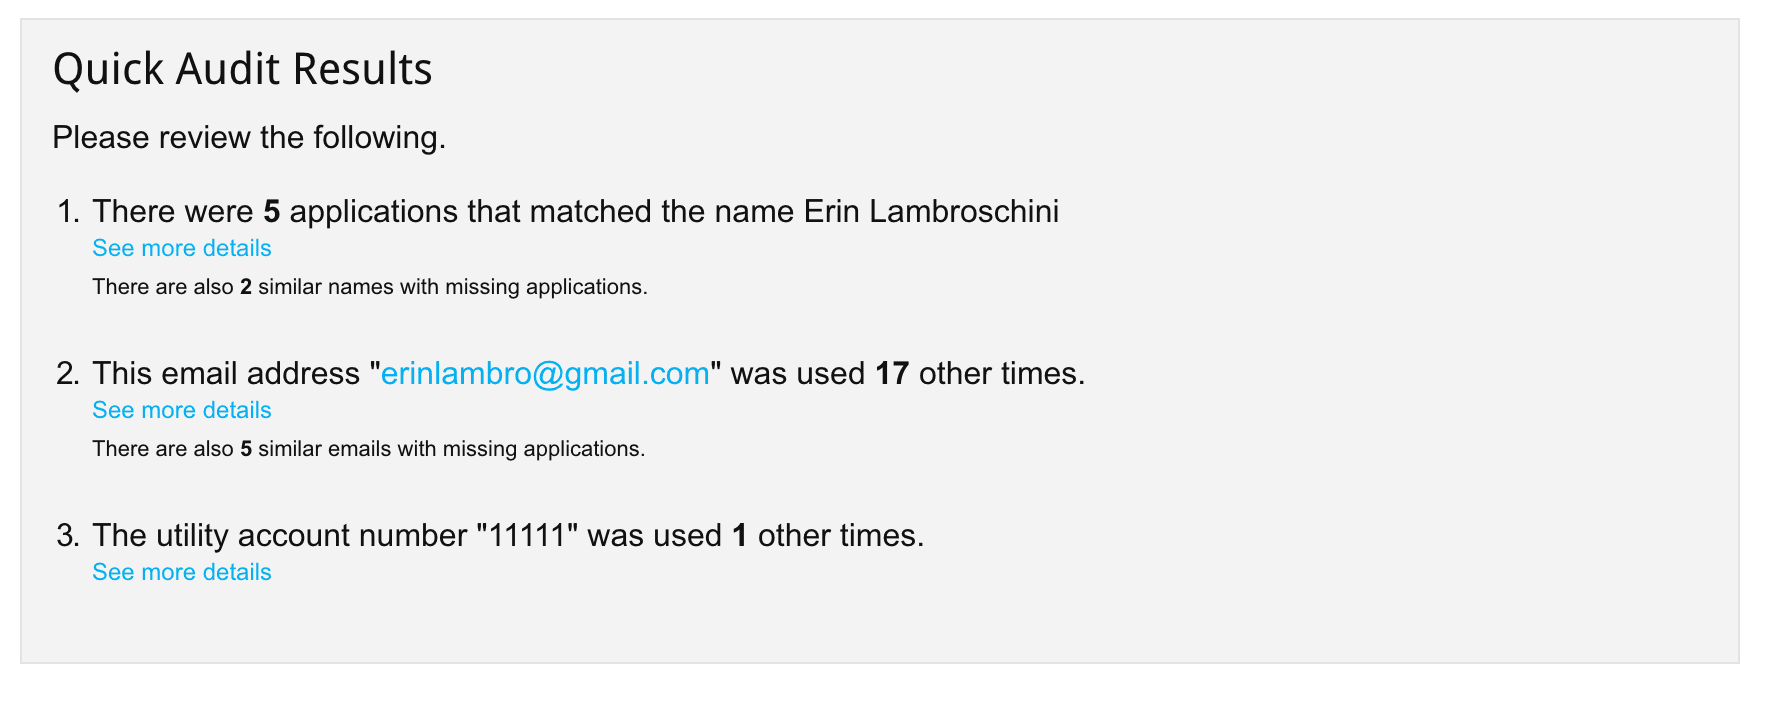 Quick Audit Results
Please review the following.
1. There were 5 applications that matched the name Erin Lambroschini
See more details
There are also 2 similar names with missing applications.
2. This email address "erinlambro@gmail.com" was used 17 other times.
See more details
There are also 5 similar emails with missing applications.
3. The utility account number "11111" was used 1 other times.
See more details